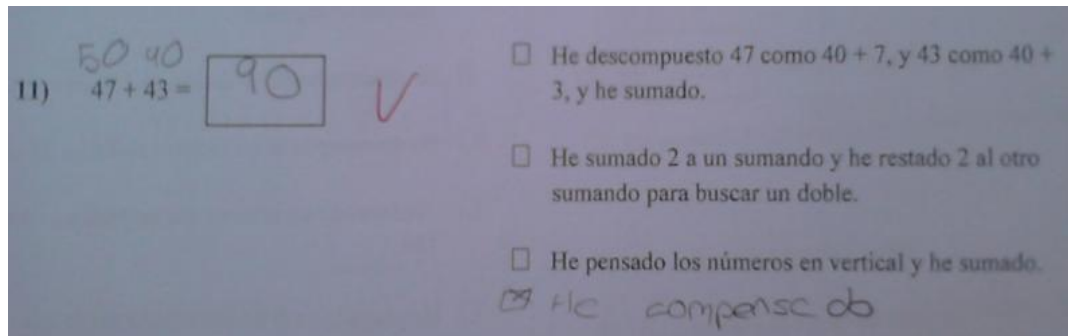 50 40
11) 47 + 43 = 90 V
☐ He descompuesto 47 como 40 + 7, y 43 como 40 +
3, y he sumado.
☐ He sumado 2 a un sumando y he restado 2 al otro
sumando para buscar un doble.
☐ He pensado los números en vertical y he sumado.
☒ He compensado